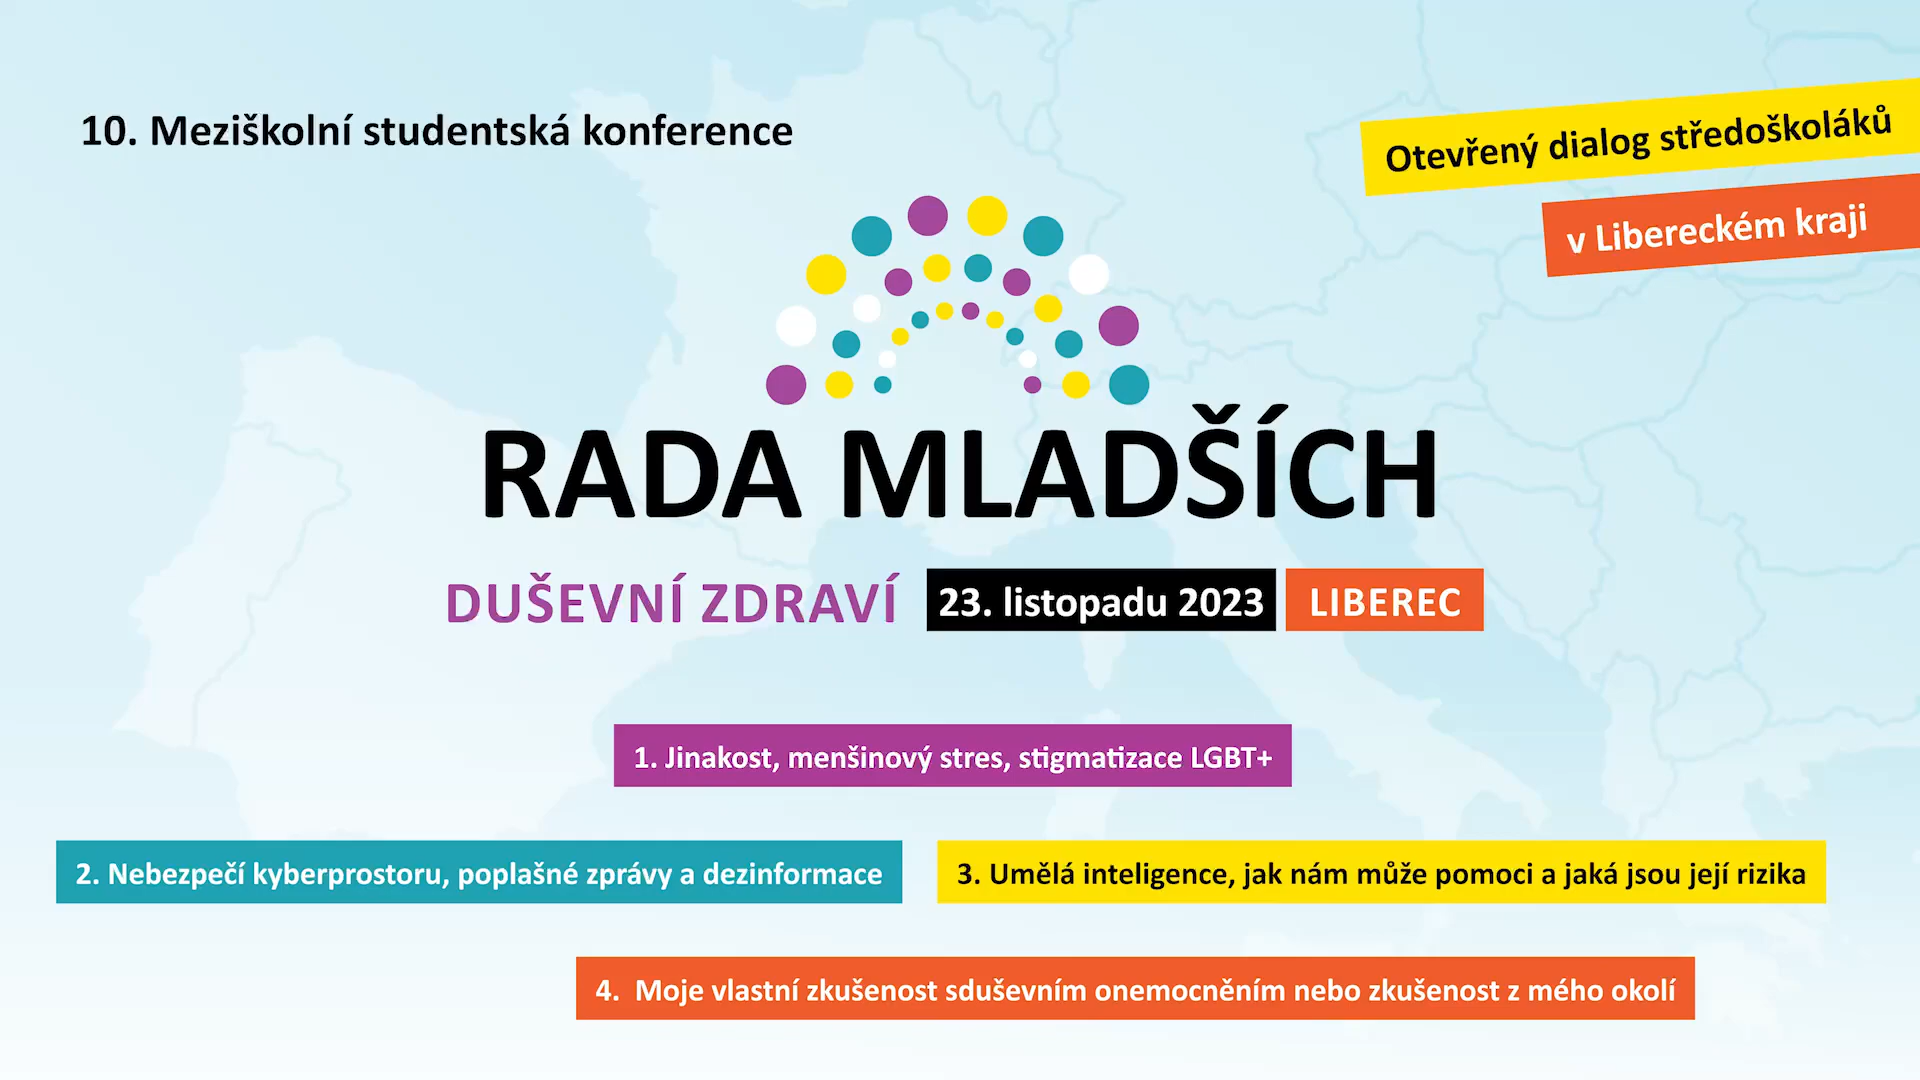 10. Meziškolní studentská konference
Otevřený dialog středoškoláků
v Libereckém kraji
RADA MLADŠÍCH
DUŠEVNÍ ZDRAVÍ 23. listopadu 2023 LIBEREC
1. Jinakost, menšinový stres, stigmatizace LGBT+
2. Nebezpečí kyberprostoru, poplašné zprávy a dezinformace
3. Umělá inteligence, jak nám může pomoci a jaká jsou její rizika
4. Moje vlastní zkušenost sduševním onemocněním nebo zkušenost z mého okolí